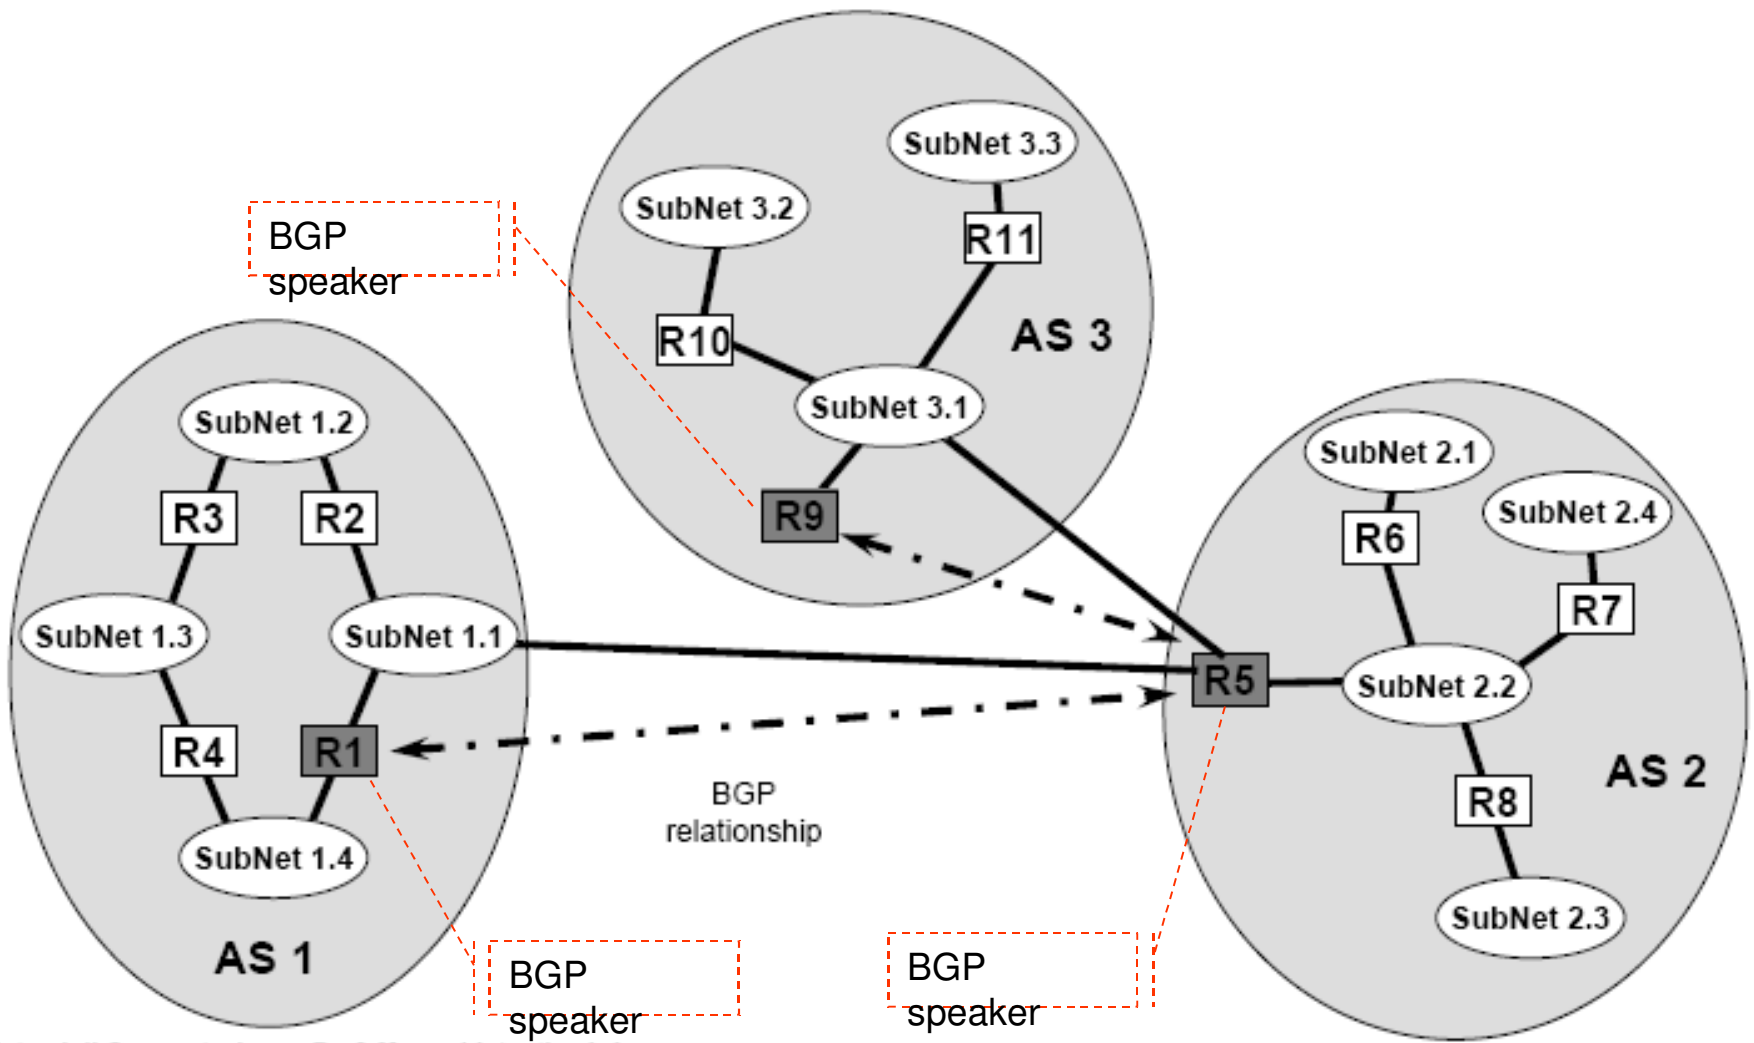 SubNet 3.3
SubNet 3.2
BGP
speaker
R11
R10
AS 3
SubNet 3.1
SubNet 1.2
SubNet 2.1
SubNet 2.4
R3
R2
R9
R6
R7
SubNet 1.3
SubNet 1.1
R5
SubNet 2.2
R4
R1
AS 2
BGP
relationship
R8
SubNet 1.4
SubNet 2.3
AS 1
BGP
speaker
BGP
speaker